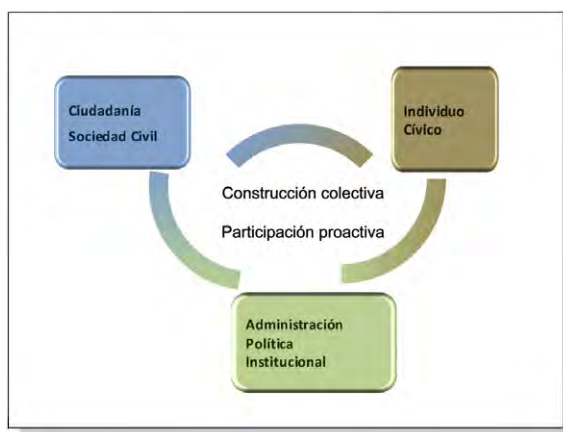 Ciudadanía
Sociedad Civil
Individuo
Cívico
Construcción colectiva
Participación proactiva
Administración
Política
Institucional